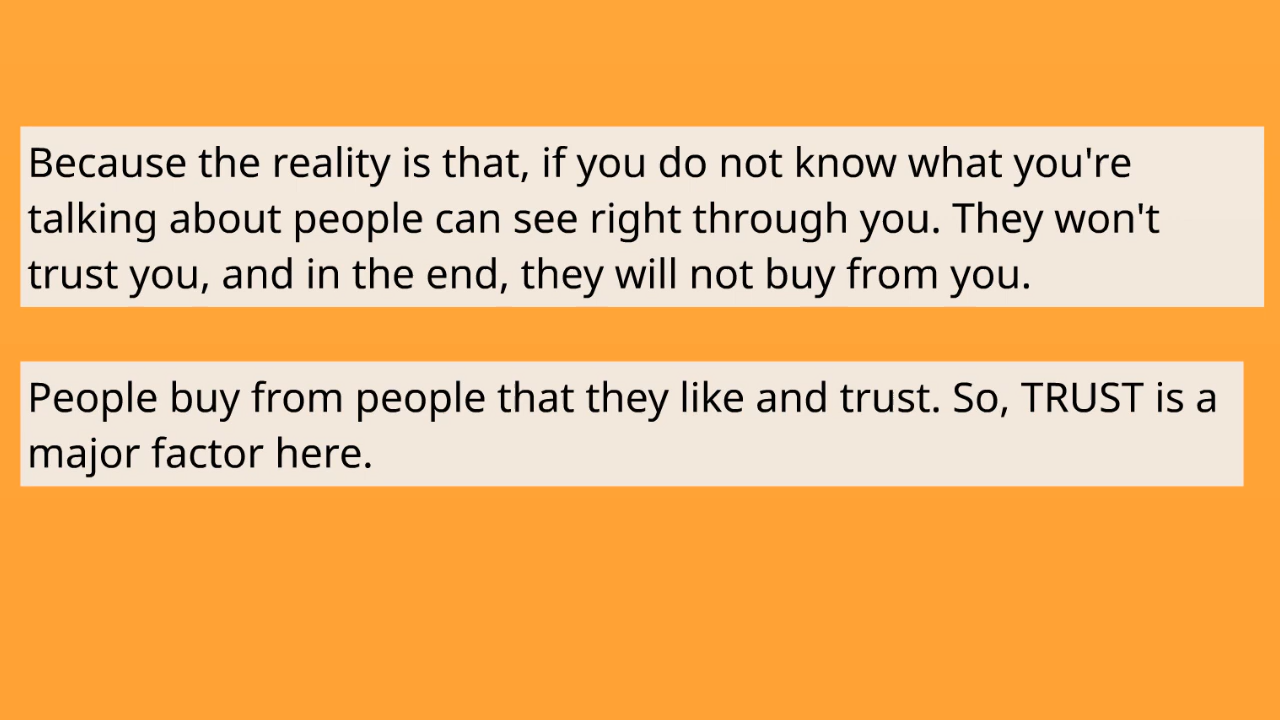 Because the reality is that, if you do not know what you're
talking about people can see right through you. They won't
trust you, and in the end, they will not buy from you.
People buy from people that they like and trust. So, TRUST is a
major factor here.